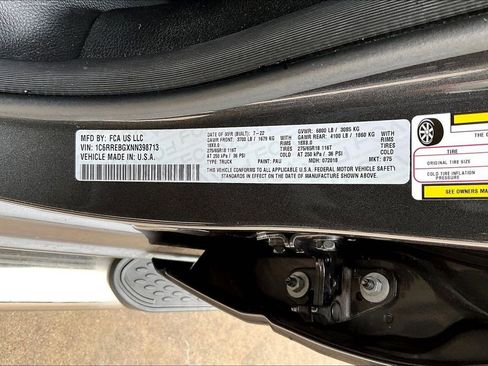 MFD BY: FCA US LLC
VIN: 1C6RREBGXNN398713
VEHICLE MADE IN U.S.A.
DATE OF MFR (BUILT): 7-22 GVWR: 6800 LB / 3085 KG
GAWR FRONT: 3700 LB / 1679 KG GAWR REAR: 4100 LB / 1860 KG
18X8.0 RIMS 18X8.0
275/65R18 116T TIRES 275/65R18 116T
AT 250 kPa / 36 PSI COLD AT 250 kPa / 36 PSI COLD
TYPE: TRUCK PAINT: PAU MDH: 072018 MKT: 875
THIS VEHICLE CONFORMS TO ALL APPLICABLE U.S.A. FEDERAL MOTOR VEHICLE SAFETY
STANDARDS IN EFFECT ON THE DATE OF MANUFACTURE SHOWN ABOVE
TIRE
ORIGINAL TIRE SIZE
COLD TIRE INFLATION
PRESSURE
SEE OWNERS